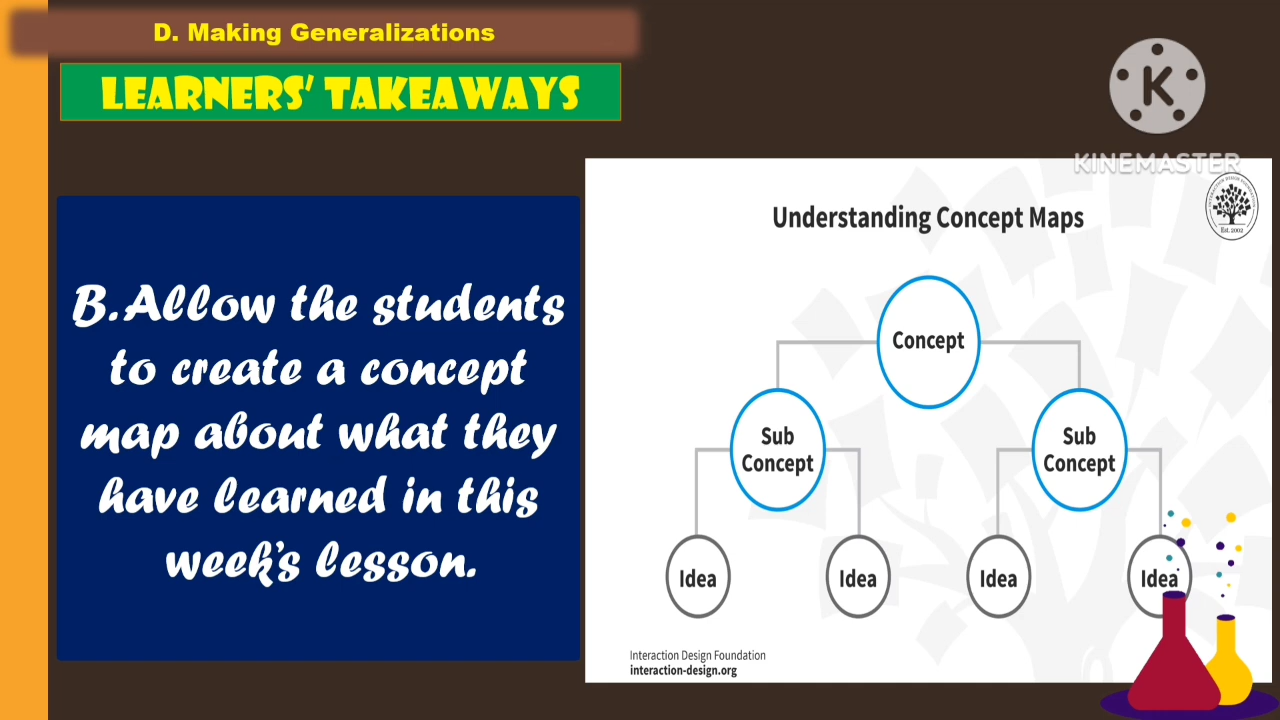 D. Making Generalizations
LEARNERS' TAKEAWAYS
K
KINEMASTER
B. Allow the students
to create a concept
map about what they
have learned in this
week's lesson.
Understanding Concept Maps
Est. 2002
Concept
Sub
Concept
Sub
Concept
Idea
Idea
Idea
Idea
Interaction Design Foundation
interaction-design.org